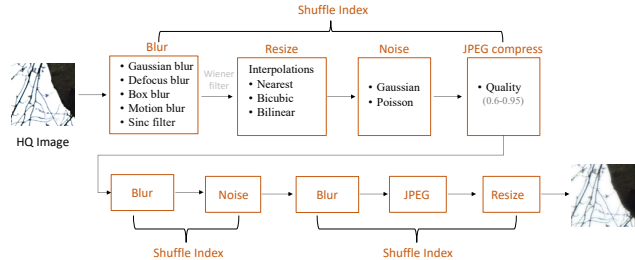 Shuffle Index
Blur
Resize
Noise
JPEG compress
• Gaussian blur
• Defocus blur
• Box blur
• Motion blur
• Sinc filter
Wiener
filter
Interpolations
• Nearest
• Bicubic
• Bilinear
• Gaussian
• Poisson
• Quality
(0.6-0.95)
HQ Image
Blur
Noise
Blur
JPEG
Resize
Shuffle Index
Shuffle Index